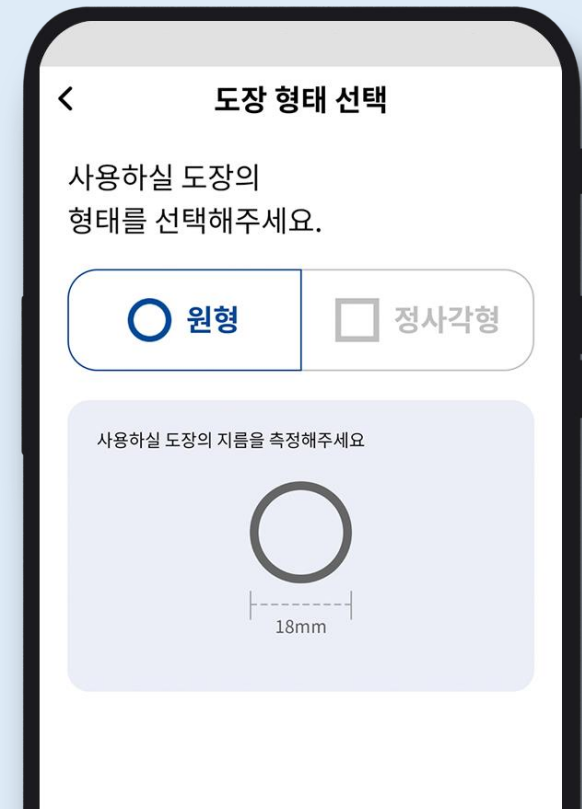 도장 형태 선택
사용하실 도장의
형태를 선택해주세요.
원형
정사각형
사용하실 도장의 지름을 측정해주세요
18mm